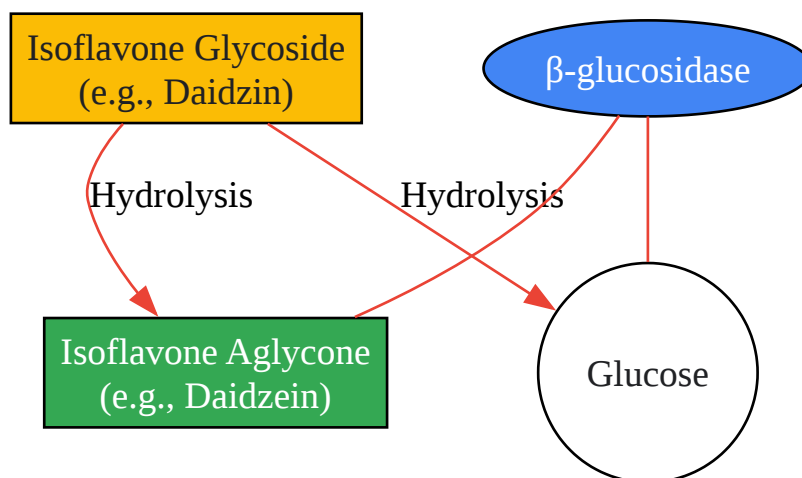 Isoflavone Glycoside
(e.g., Daidzin)
β-glucosidase
Hydrolysis
Hydrolysis
Isoflavone Aglycone
(e.g., Daidzein)
Glucose